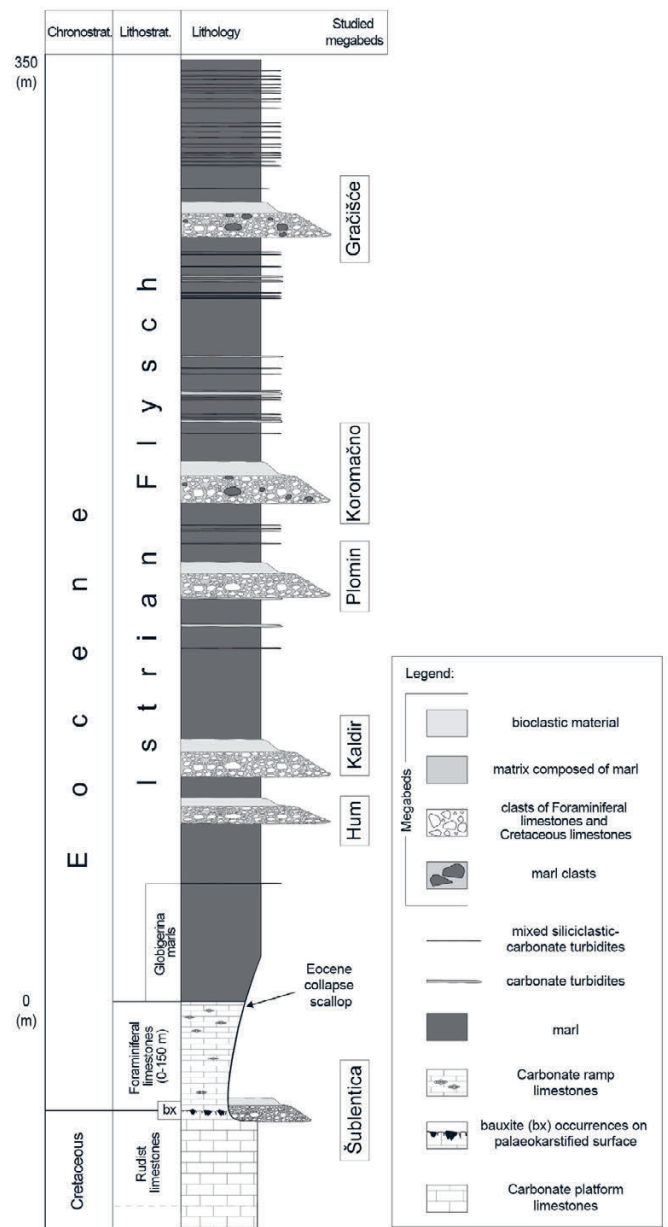 Chronostrat.
Lithostrat.
Lithology
Studied
megabeds
350
(m)
Gračišće
Koromačno
Plomin
Kaldir
Hum
Šublentica
Eocene
Istrian Flysch
Globigerina
marls
0
(m)
Eocene
collapse
scallop
Foraminiferal
limestones
(0-150 m)
bx
Cretaceous
Rudist
limestones
Legend:
Megabeds
bioclastic material
matrix composed of marl
clasts of Foraminiferal
limestones and
Cretaceous limestones
marl clasts
mixed siliciclastic-
carbonate turbidites
carbonate turbidites
marl
Carbonate ramp
limestones
bauxite (bx) occurrences on
palaeokarstified surface
Carbonate platform
limestones